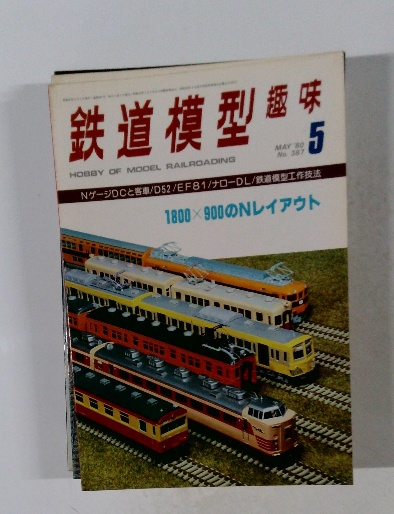 鉄道模型趣味
HOBBY OF MODEL RAILROADING
MAY '80
No. 387
5
NゲージDCと客車/D52/EF81/ナローDL/鉄道模型工作技法
1800×900のNレイアウト